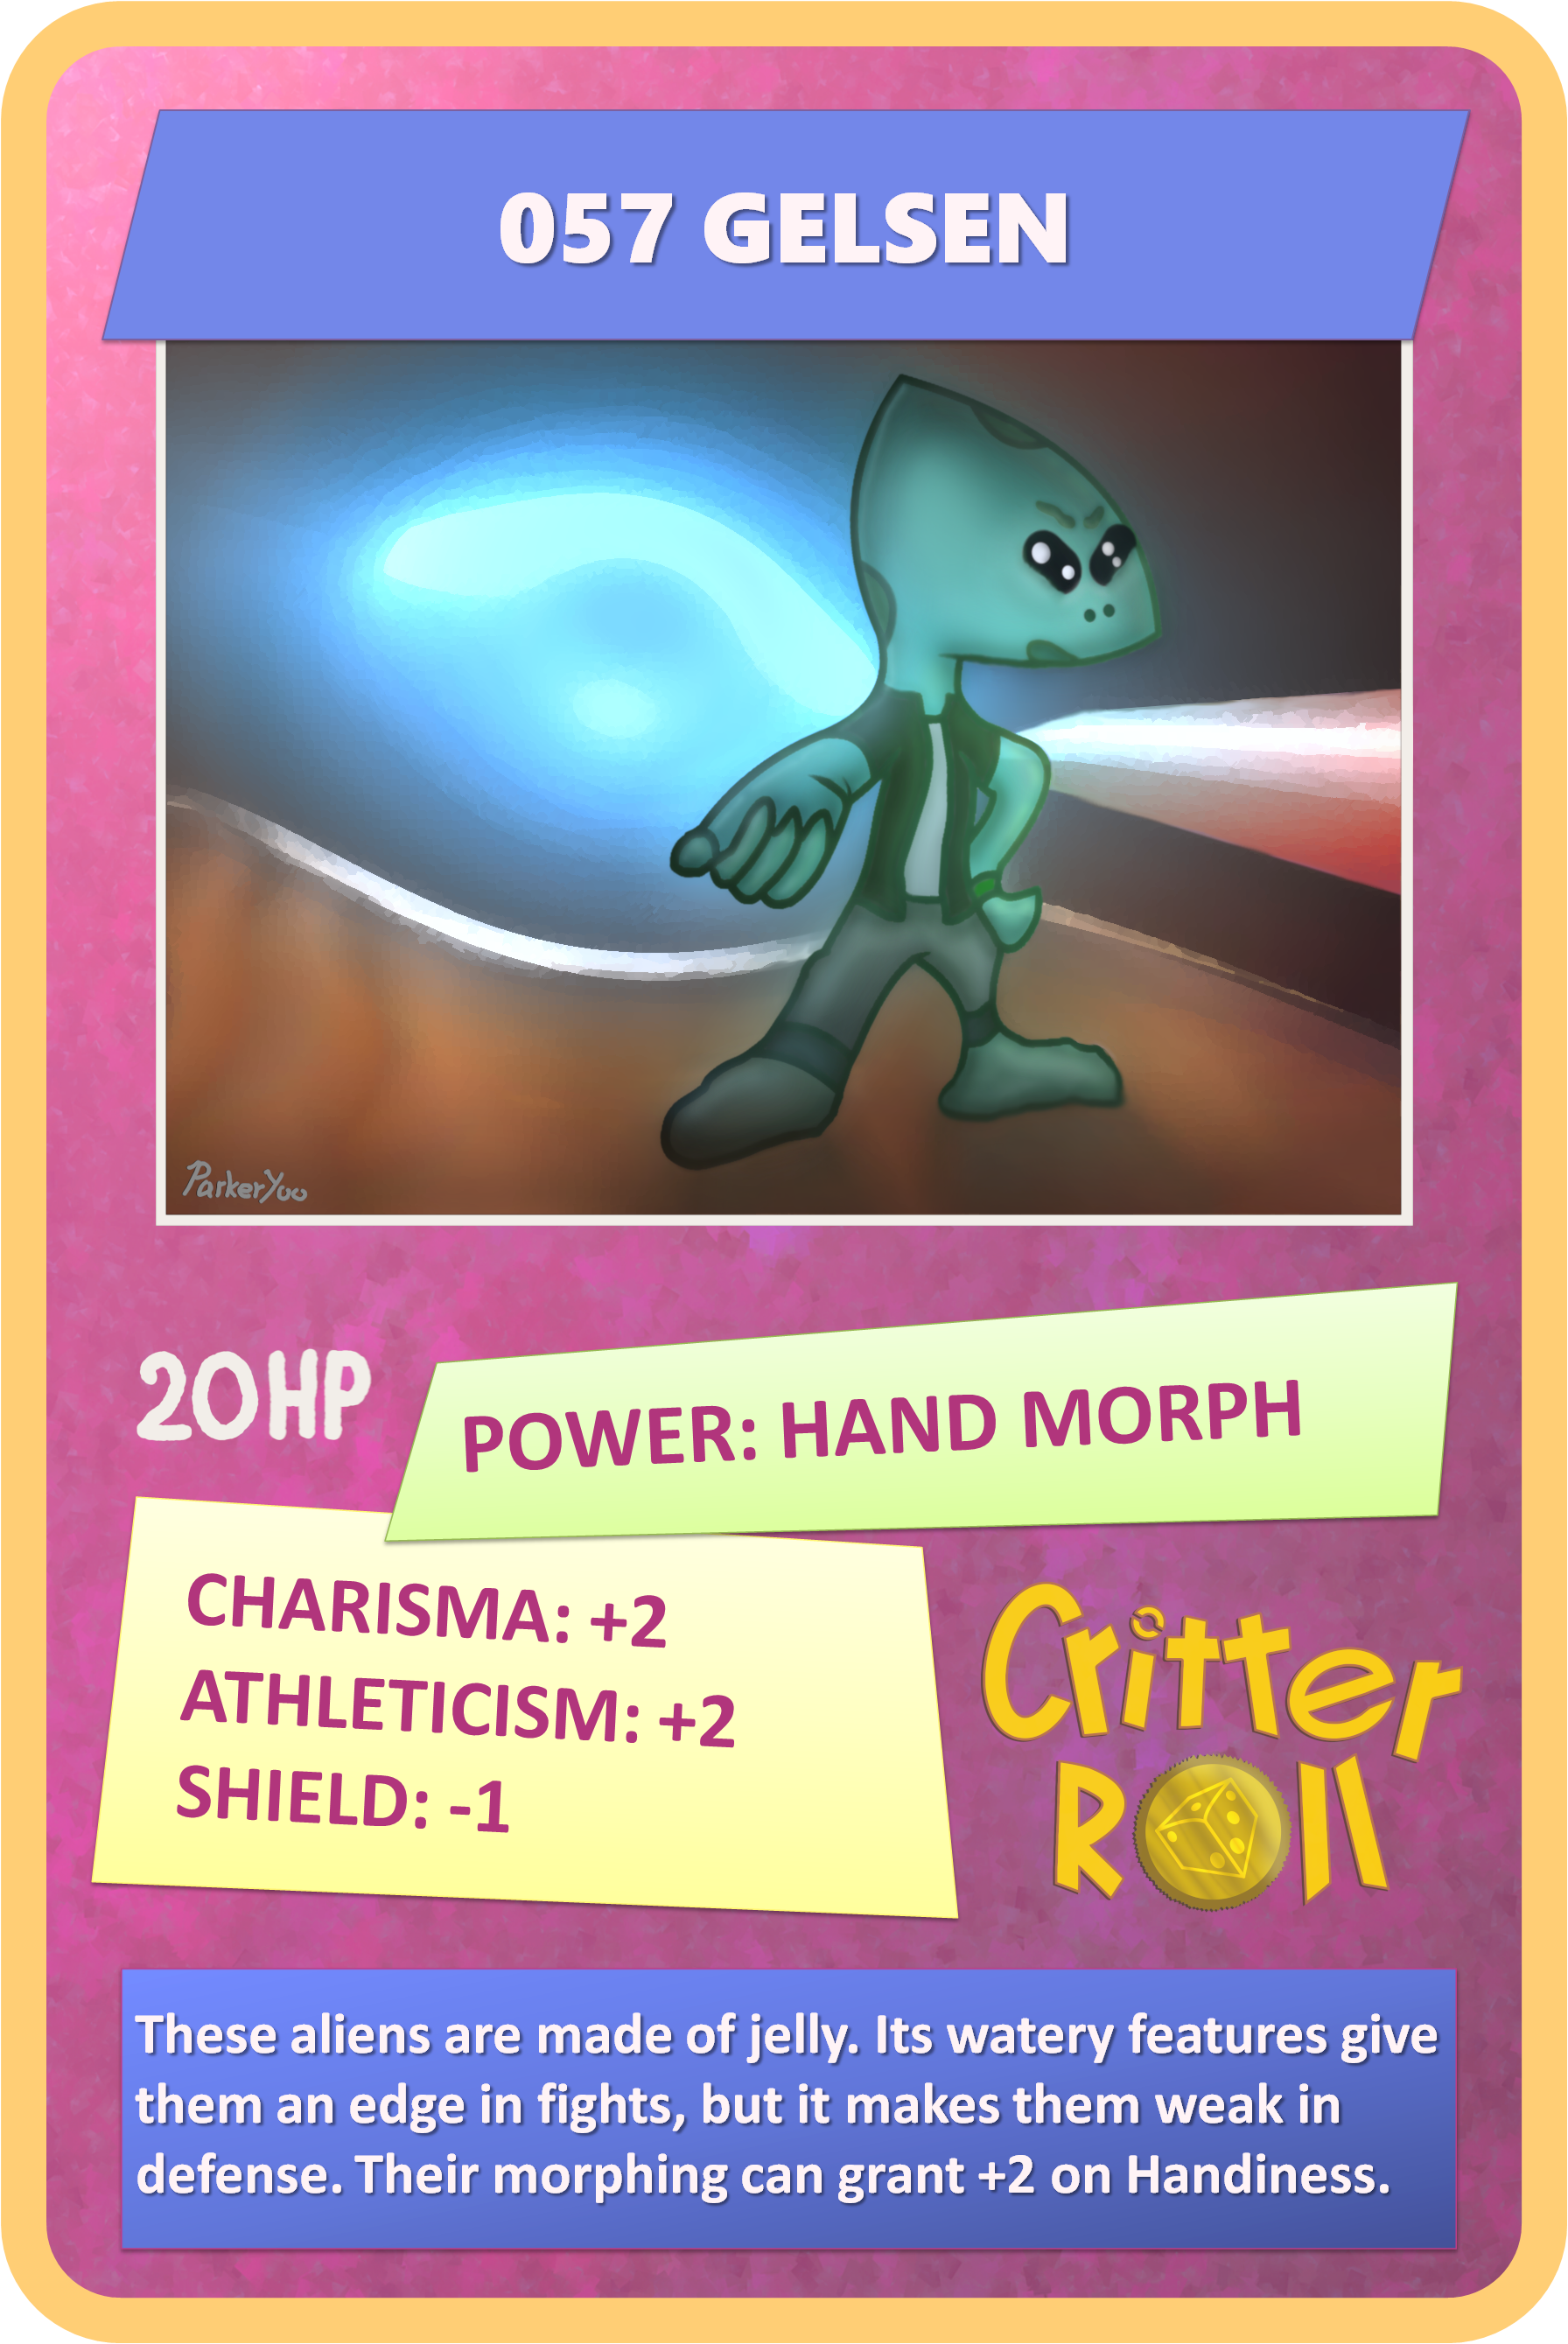 057 GELSEN
ParkerYoo
20HP
POWER: HAND MORPH
CHARISMA: +2
ATHLETICISM: +2
SHIELD: -1
Critter
Roll
These aliens are made of jelly. Its watery features give
them an edge in fights, but it makes them weak in
defense. Their morphing can grant +2 on Handiness.